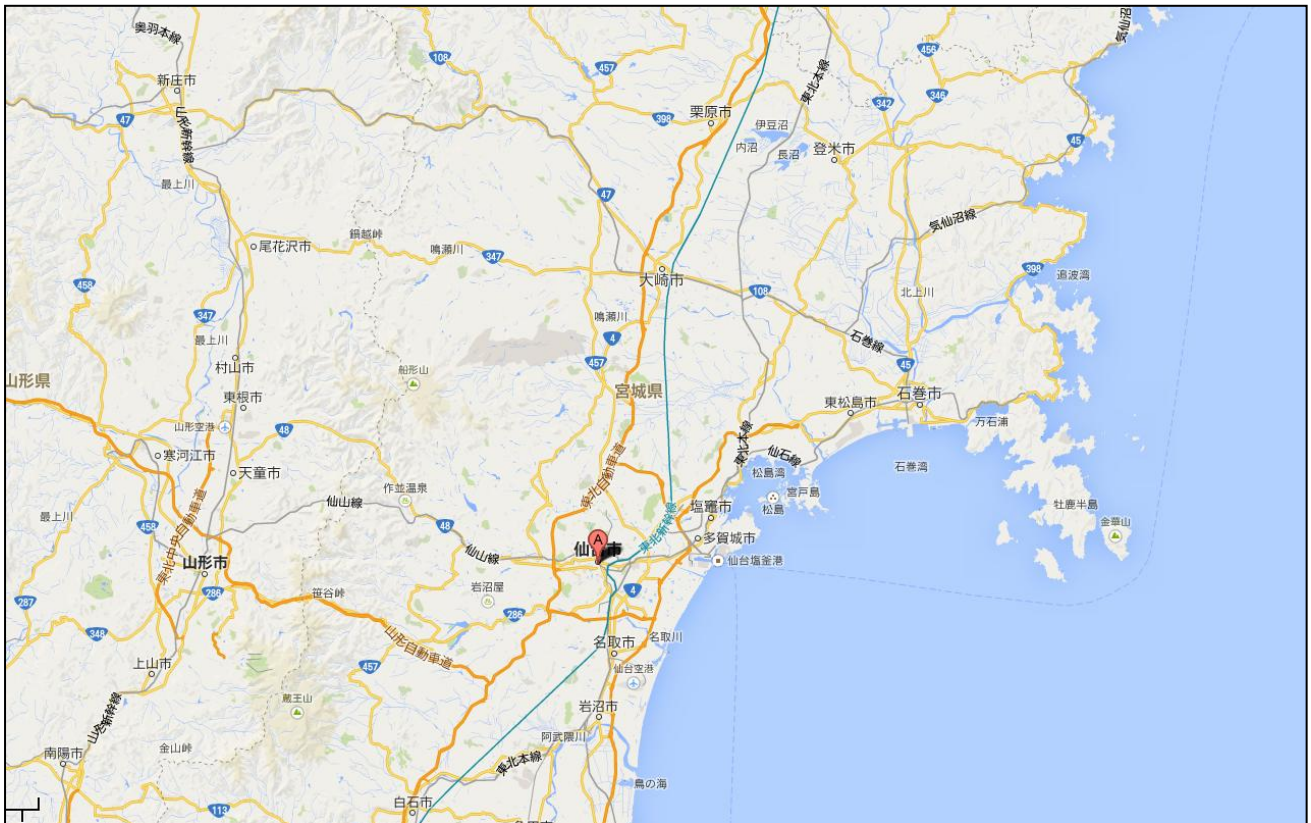 奥羽本線
気仙沼
456
108
457
新庄市
346
342
栗原市
東北本線
47
398
伊豆沼
山形新幹線
内沼
長沼
登米市
45
最上川
47
気仙沼線
鍋越峠
尾花沢市
鳴瀬川
347
398
追波湾
大崎市
458
108
北上川
347
鳴瀬川
最上川
4
石巻線
457
45
村山市
船形山
山形県
宮城県
石巻市
東根市
東松島市
山形空港
48
万石浦
東北本線
寒河江市
仙石線
東北自動車道
石巻湾
天童市
松島湾
作並温泉
宮戸島
仙山線
塩竈市
松島
牡鹿半島
最上川
458
48
金華山
東北中央自動車道
東北新幹線
多賀城市
A
仙台市
仙山線
仙台塩釜港
山形市
岩沼屋
4
286
笹谷峠
287
286
348
山形自動車道
名取市
名取川
上山市
457
仙台空港
蔵王山
岩沼市
山形新幹線
阿武隈川
南陽市
金山峠
東北本線
鳥の海
白石市
113